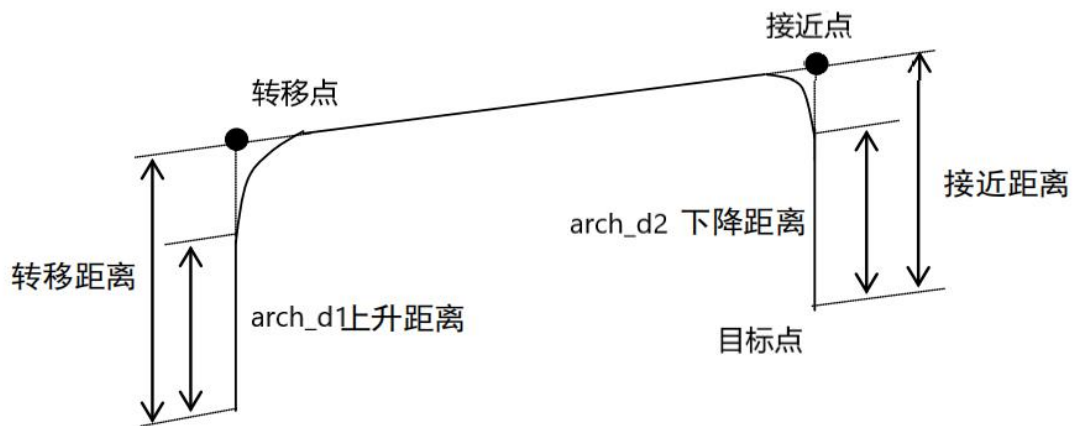 接近点
转移点
接近距离
arch_d2 下降距离
转移距离
arch_d1上升距离
目标点